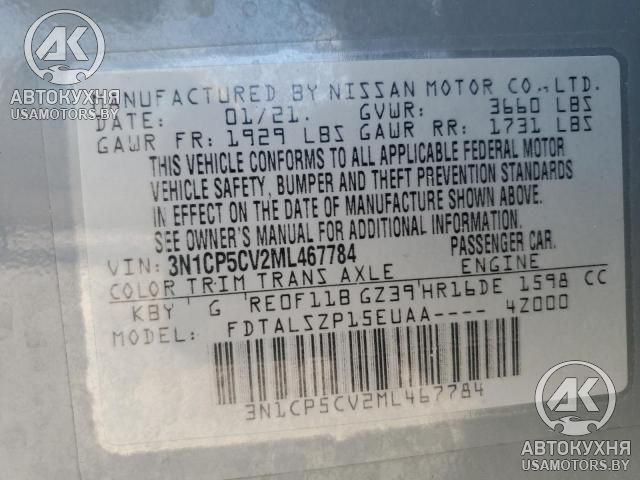 MANUFACTURED BY NISSAN MOTOR CO.,LTD.
DATE: 01/21. GVWR: 3660 LBS
GAWR FR: 1929 LBS GAWR RR: 1731 LBS
THIS VEHICLE CONFORMS TO ALL APPLICABLE FEDERAL MOTOR
VEHICLE SAFETY, BUMPER AND THEFT PREVENTION STANDARDS
IN EFFECT ON THE DATE OF MANUFACTURE SHOWN ABOVE.
SEE OWNER'S MANUAL FOR ADDITIONAL INFORMATION.
VIN: 3N1CP5CV2ML467784 PASSENGER CAR.
COLOR TRIM TRANS AXLE ENGINE
KBY G RE0F11B GZ39 HR16DE 1598 CC
MODEL FDTALSZP15EUAA---- 4Z000
3N1CP5CV2ML467784
АК
АВТОКУХНЯ
USAMOTORS.BY
АК
АВТОКУХНЯ
USAMOTORS.BY